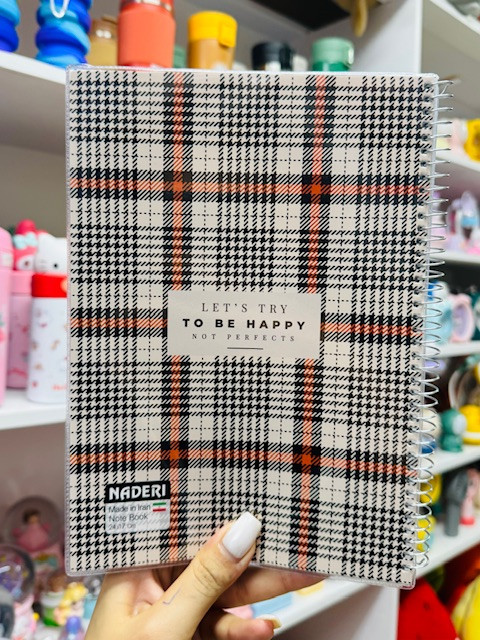 LET'S TRY
TO BE HAPPY
NOT PERFECTS
NADERI
Made in Iran
Note Book